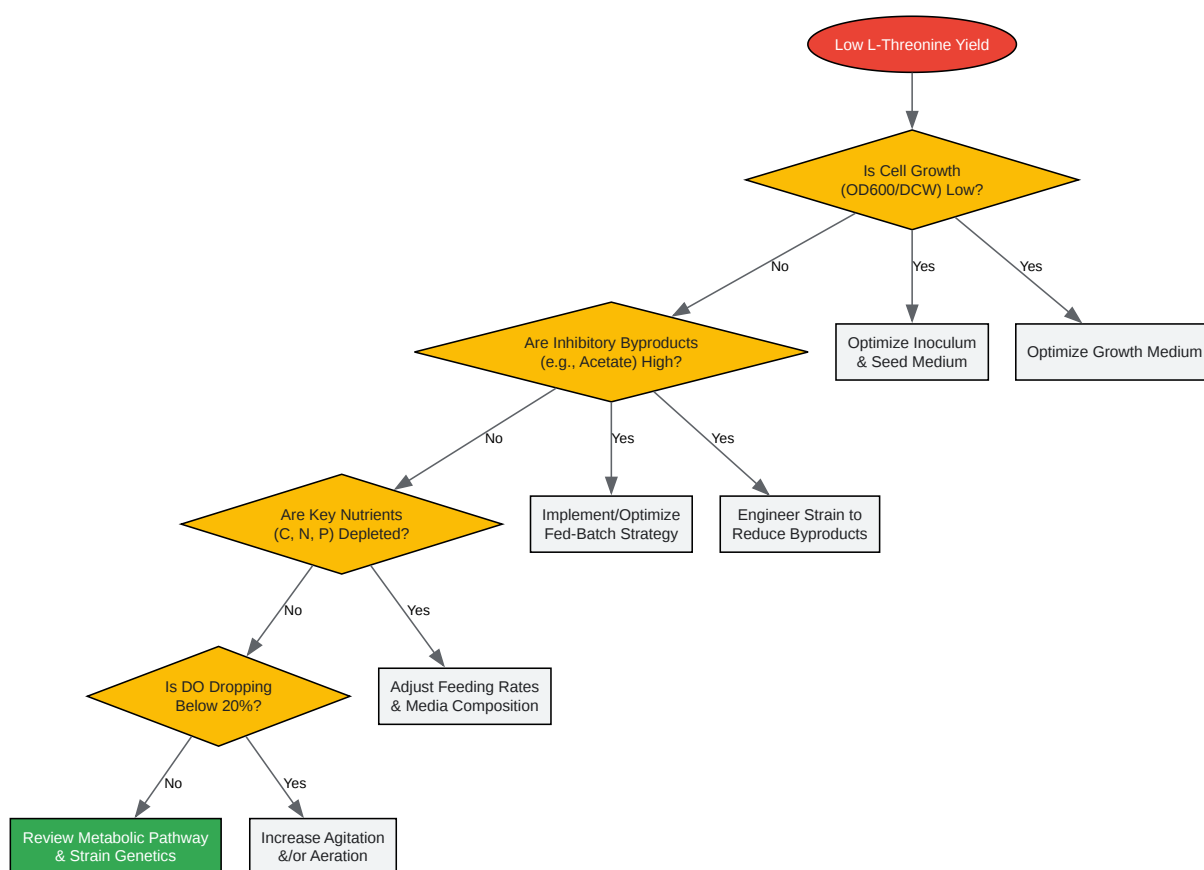 Low L-Threonine Yield
Is Cell Growth
(OD600/DCW) Low?
No
Yes
Yes
Are Inhibitory Byproducts
(e.g., Acetate) High?
Optimize Inoculum
& Seed Medium
Optimize Growth Medium
No
Yes
Yes
Are Key Nutrients
(C, N, P) Depleted?
Implement/Optimize
Fed-Batch Strategy
Engineer Strain to
Reduce Byproducts
No
Yes
Is DO Dropping
Below 20%?
Adjust Feeding Rates
& Media Composition
No
Yes
Review Metabolic Pathway
& Strain Genetics
Increase Agitation
&/or Aeration